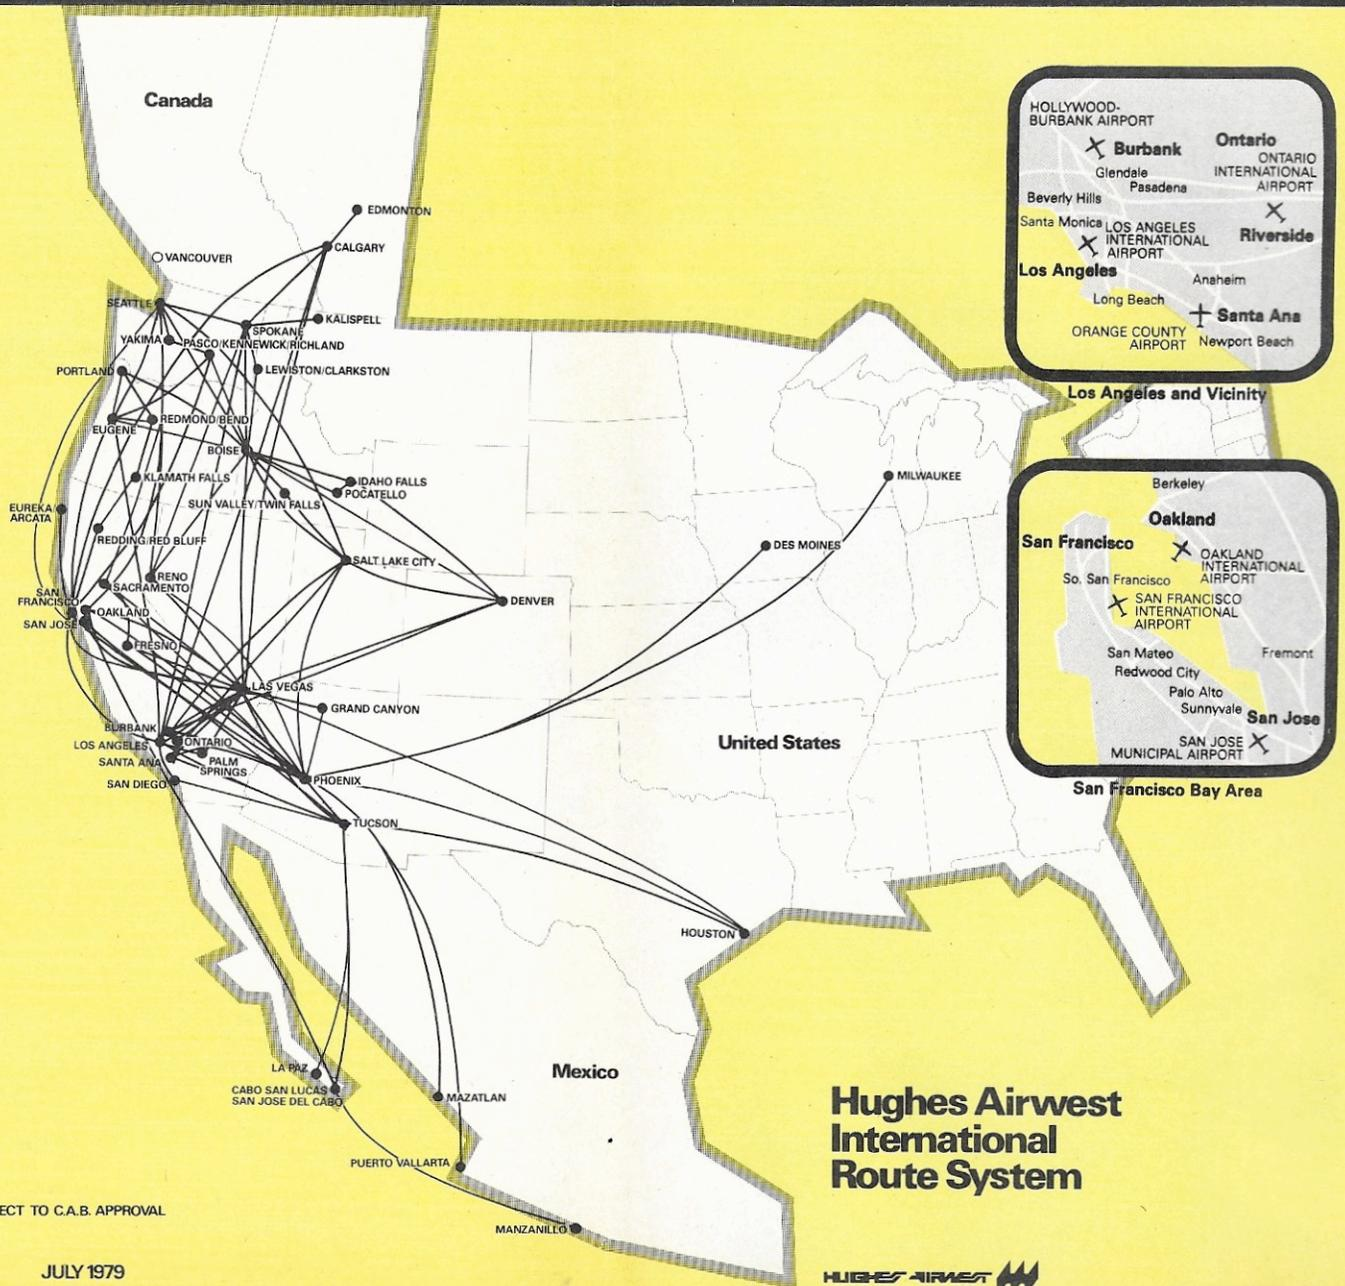 Canada
EDMONTON
CALGARY
VANCOUVER
SEATTLE
KALISPELL
SPOKANE
YAKIMA
PASCO/KENNEWICK/RICHLAND
PORTLAND
LEWISTON/CLARKSTON
REDMOND/BEND
EUGENE
BOISE
KLAMATH FALLS
IDAHO FALLS
POCATELLO
SUN VALLEY/TWIN FALLS
MILWAUKEE
EUREKA
ARCATA
REDDING/RED BLUFF
DES MOINES
SALT LAKE CITY
RENO
SACRAMENTO
SAN
FRANCISCO
DENVER
OAKLAND
SAN JOSE
FRESNO
LAS VEGAS
GRAND CANYON
BURBANK
LOS ANGELES
ONTARIO
SANTA ANA
PALM
SPRINGS
United States
SAN DIEGO
PHOENIX
TUCSON
HOUSTON
LA PAZ
Mexico
CABO SAN LUCAS
SAN JOSE DEL CABO
MAZATLAN
PUERTO VALLARTA
MANZANILLO
HOLLYWOOD-
BURBANK AIRPORT
Burbank
Ontario
ONTARIO
INTERNATIONAL
AIRPORT
Glendale
Pasadena
Beverly Hills
Santa Monica
LOS ANGELES
INTERNATIONAL
AIRPORT
Riverside
Los Angeles
Anaheim
Long Beach
Santa Ana
ORANGE COUNTY
AIRPORT
Newport Beach
Los Angeles and Vicinity
Berkeley
Oakland
San Francisco
OAKLAND
INTERNATIONAL
AIRPORT
So. San Francisco
SAN FRANCISCO
INTERNATIONAL
AIRPORT
San Mateo
Fremont
Redwood City
Palo Alto
Sunnyvale
San Jose
SAN JOSE
MUNICIPAL AIRPORT
San Francisco Bay Area
Hughes Airwest
International
Route System
ECT TO C.A.B. APPROVAL
JULY 1979
HUGHES AIRWEST